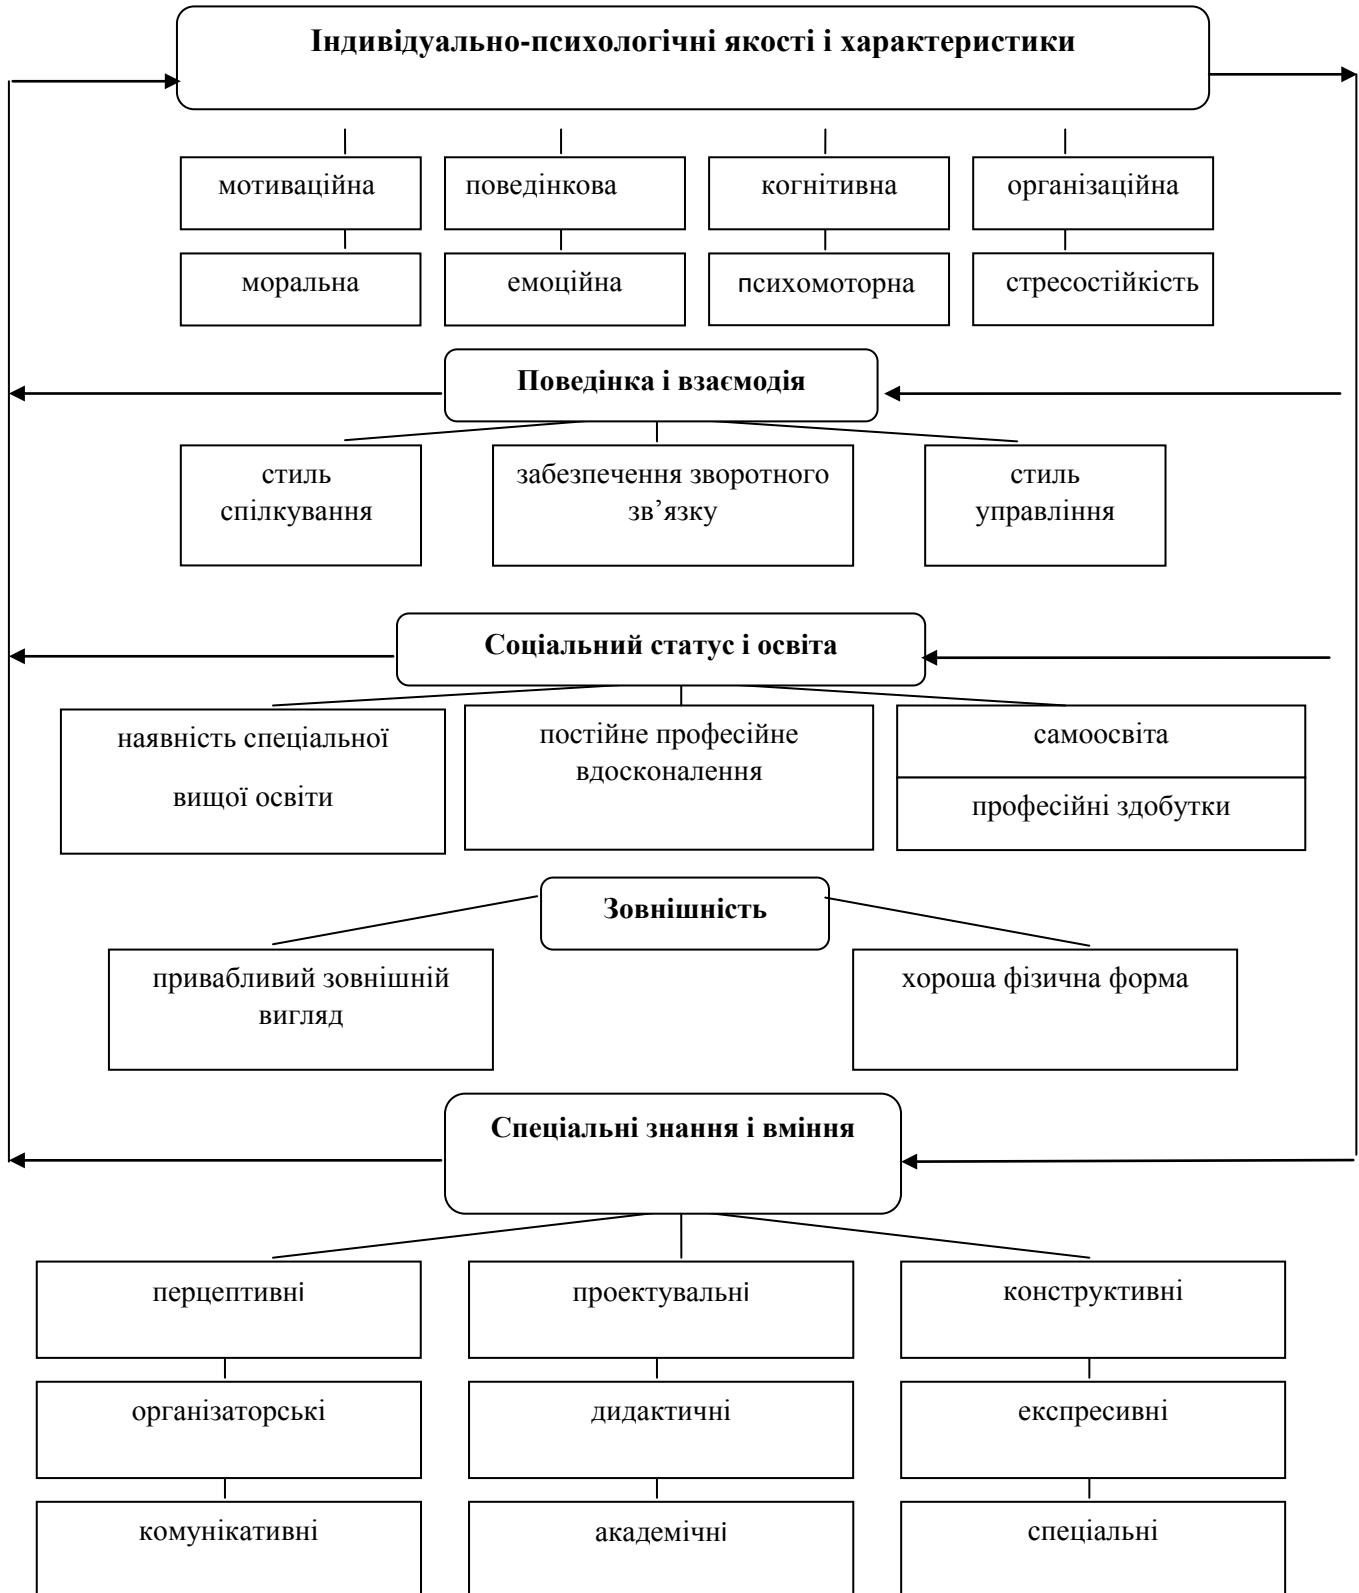 Індивідуально-психологічні якості і характеристики
мотиваційна
поведінкова
когнітивна
організаційна
моральна
емоційна
психомоторна
стресостійкість
Поведінка і взаємодія
стиль
спілкування
забезпечення зворотного
зв’язку
стиль
управління
Соціальний статус і освіта
наявність спеціальної
вищої освіти
постійне професійне
вдосконалення
самоосвіта
професійні здобутки
Зовнішність
привабливий зовнішній
вигляд
хороша фізична форма
Спеціальні знання і вміння
перцептивні
проектувальні
конструктивні
організаторські
дидактичні
експресивні
комунікативні
академічні
спеціальні